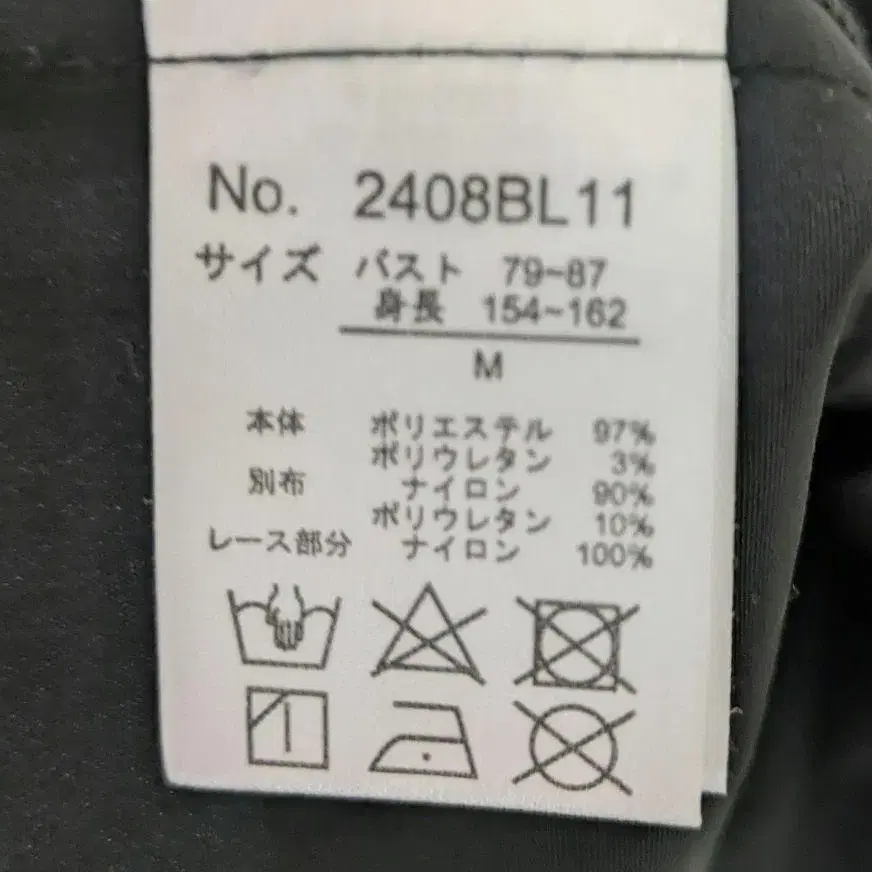 No. 2408BL11
サイズ バスト 79~87
身長 154~162
M
本体 ポリエステル 97%
ポリウレタン 3%
別布 ナイロン 90%
ポリウレタン 10%
レース部分 ナイロン 100%